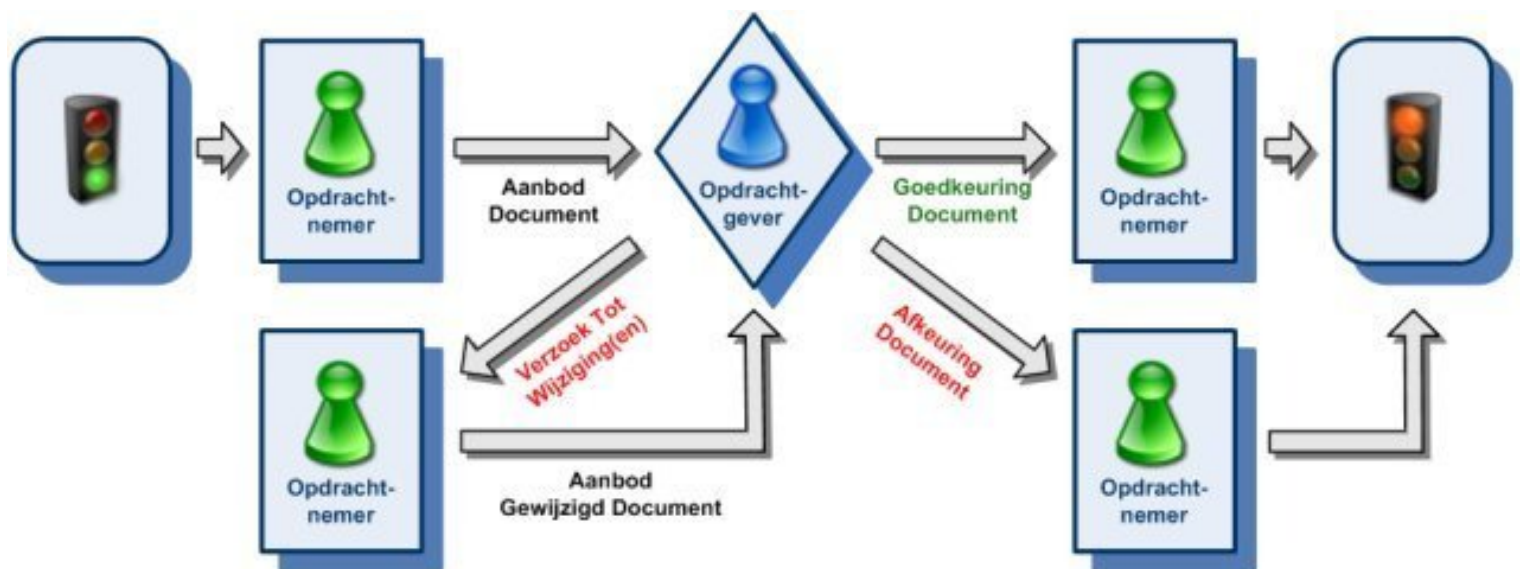 Opdracht-
nemer
Aanbod
Document
Opdracht-
gever
Goedkeuring
Document
Opdracht-
nemer
Verzoek Tot
Wijziging(en)
Afkeuring
Document
Opdracht-
nemer
Aanbod
Gewijzigd Document
Opdracht-
nemer